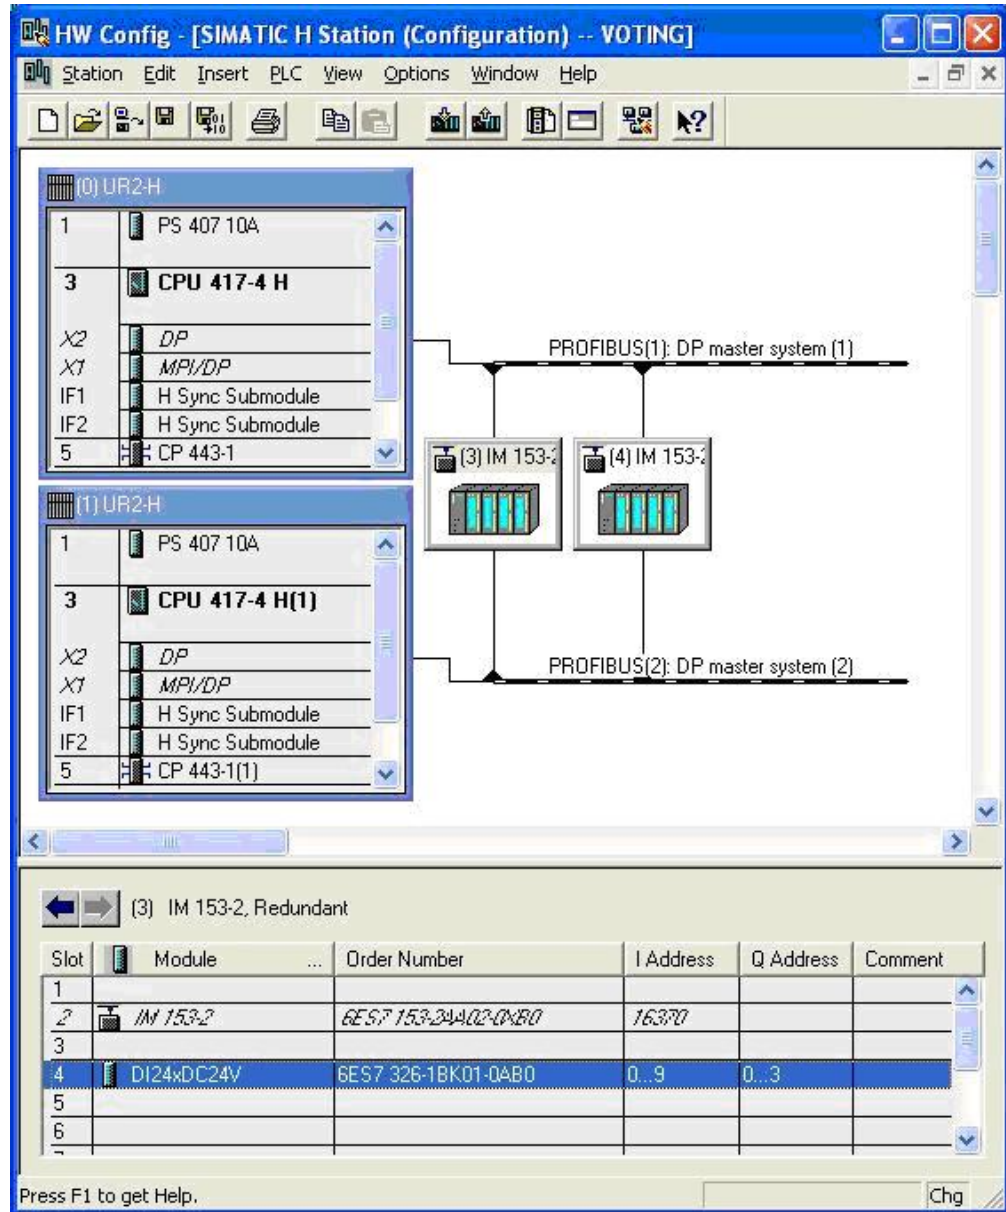 HW Config - [SIMATIC H Station (Configuration) -- VOTING]
Station Edit Insert PLC View Options Window Help
(0) UR2-H
1 PS 407 10A
3 CPU 417-4 H
X2 DP
X1 MPI/DP
IF1 H Sync Submodule
IF2 H Sync Submodule
5 CP 443-1
PROFIBUS(1): DP master system (1)
(3) IM 153-2
(4) IM 153-2
(1) UR2-H
1 PS 407 10A
3 CPU 417-4 H(1)
X2 DP
X1 MPI/DP
IF1 H Sync Submodule
IF2 H Sync Submodule
5 CP 443-1(1)
PROFIBUS(2): DP master system (2)
(3) IM 153-2, Redundant
Slot Module ... Order Number I Address Q Address Comment
1
2 IM 153-2 6ES7 153-2AA02-0XB0 16370
3
4 DI24xDC24V 6ES7 326-1BK01-0AB0 0...9 0...3
5
6
Press F1 to get Help. Chg